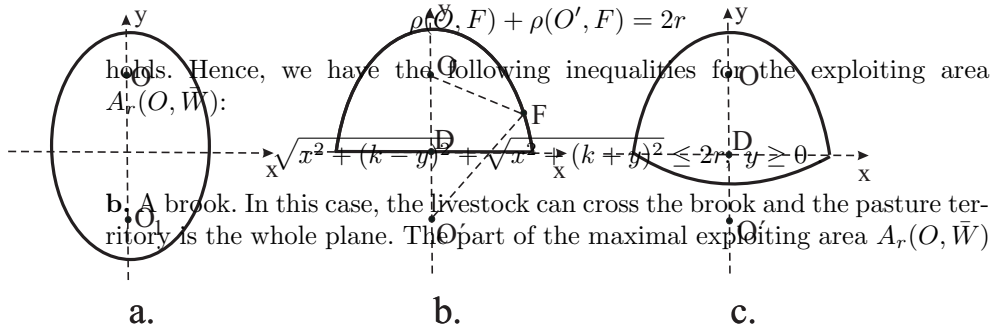 y
y
y
ρ(O, F) + ρ(O′, F) = 2r
O
O
O
holds. Hence, we have the following inequalities for the exploiting area
A_r(O, W̄):
F
D
D
√x² + (k − y)² + √x² + (k + y)² ≤ 2r, y ≥ 0
x
x
x
b. A brook. In this case, the livestock can cross the brook and the pasture ter-
O₁
O′
O′
ritory is the whole plane. The part of the maximal exploiting area A_r(O, W̄)
a.
b.
c.